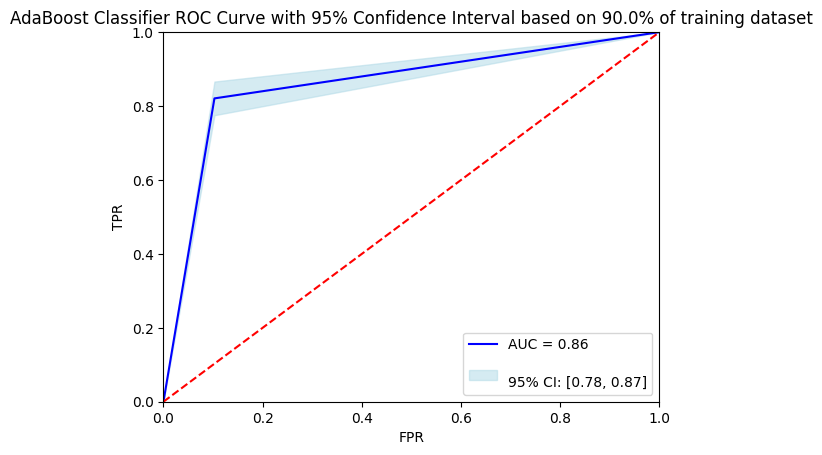 AdaBoost Classifier ROC Curve with 95% Confidence Interval based on 90.0% of training dataset
1.0
0.8
0.6
0.4
0.2
0.0
TPR
0.0 0.2 0.4 0.6 0.8 1.0
FPR
AUC = 0.86
95% CI: [0.78, 0.87]